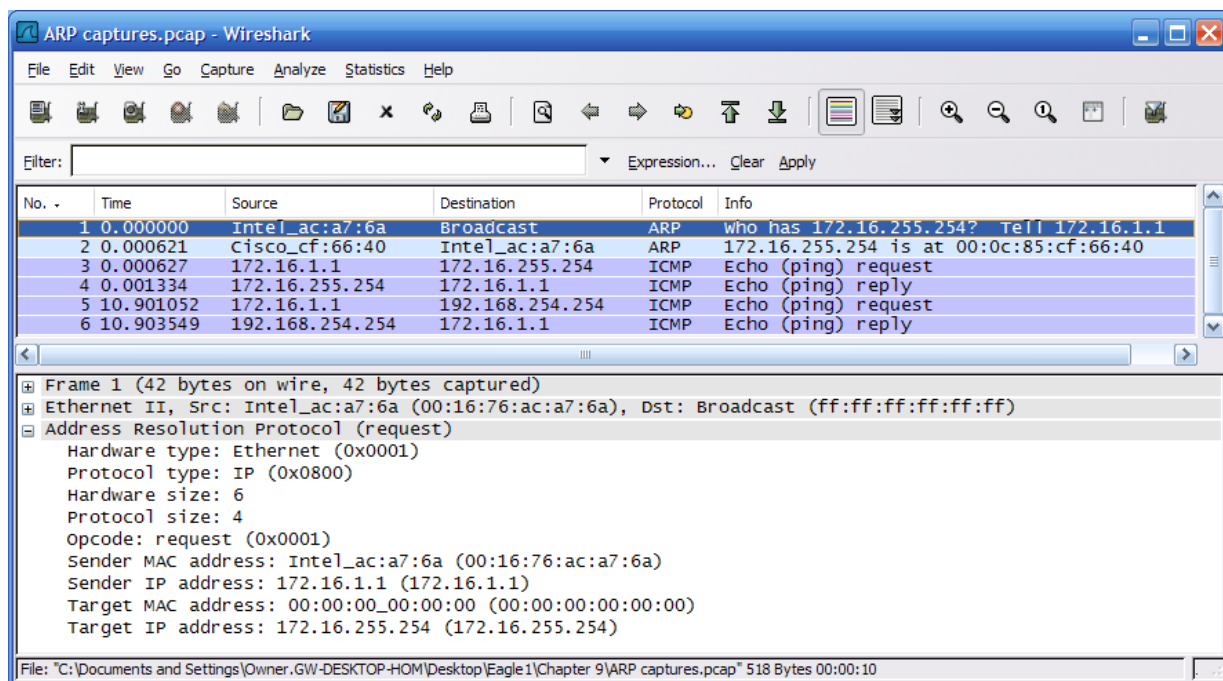 ARP captures.pcap - Wireshark
File Edit View Go Capture Analyze Statistics Help
Filter: Expression... Clear Apply
No. Time Source Destination Protocol Info
1 0.000000 Intel_ac:a7:6a Broadcast ARP Who has 172.16.255.254? Tell 172.16.1.1
2 0.000621 Cisco_cf:66:40 Intel_ac:a7:6a ARP 172.16.255.254 is at 00:0c:85:cf:66:40
3 0.000627 172.16.1.1 172.16.255.254 ICMP Echo (ping) request
4 0.001334 172.16.255.254 172.16.1.1 ICMP Echo (ping) reply
5 10.901052 172.16.1.1 192.168.254.254 ICMP Echo (ping) request
6 10.903549 192.168.254.254 172.16.1.1 ICMP Echo (ping) reply
Frame 1 (42 bytes on wire, 42 bytes captured)
Ethernet II, Src: Intel_ac:a7:6a (00:16:76:ac:a7:6a), Dst: Broadcast (ff:ff:ff:ff:ff:ff)
Address Resolution Protocol (request)
Hardware type: Ethernet (0x0001)
Protocol type: IP (0x0800)
Hardware size: 6
Protocol size: 4
Opcode: request (0x0001)
Sender MAC address: Intel_ac:a7:6a (00:16:76:ac:a7:6a)
Sender IP address: 172.16.1.1 (172.16.1.1)
Target MAC address: 00:00:00_00:00:00 (00:00:00:00:00:00)
Target IP address: 172.16.255.254 (172.16.255.254)
File: "C:\Documents and Settings\Owner.GW-DESKTOP-HOM\Desktop\Eagle1\Chapter 9\ARP captures.pcap" 518 Bytes 00:00:10